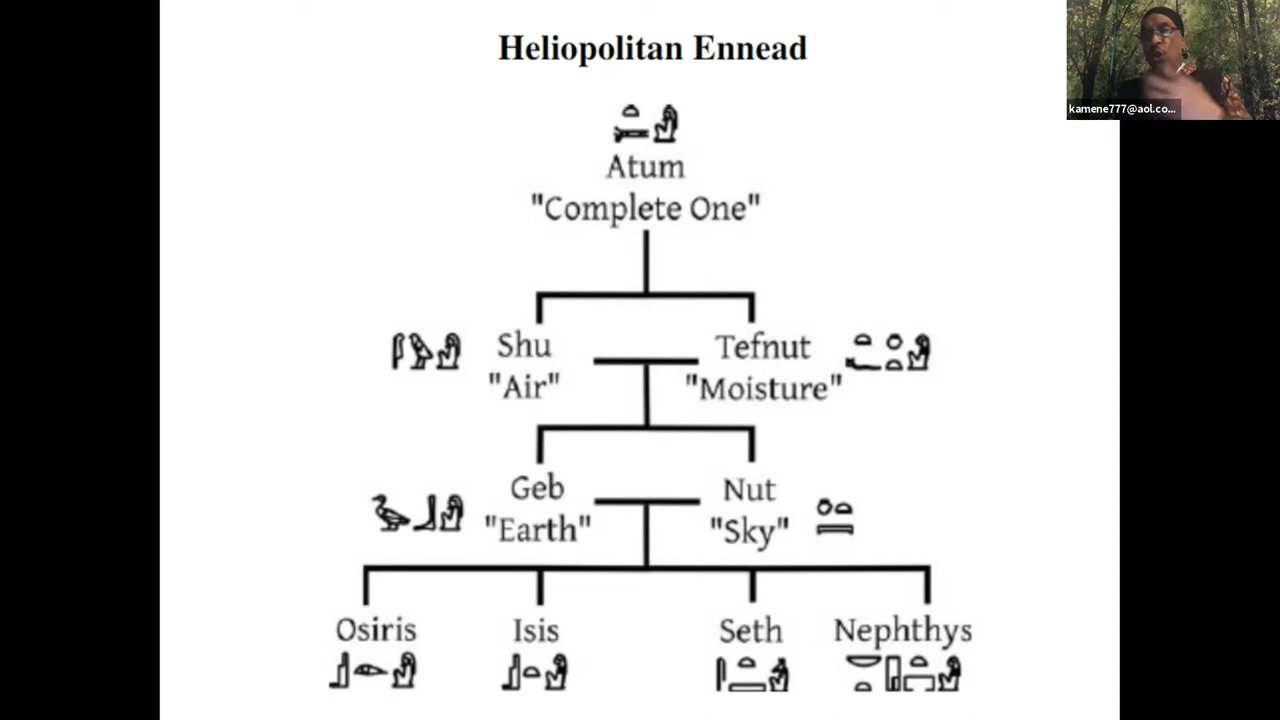 Heliopolitan Ennead
kamene777@aol.co...
Atum
"Complete One"
Shu
"Air"
Tefnut
"Moisture"
Geb
"Earth"
Nut
"Sky"
Osiris
Isis
Seth
Nephthys